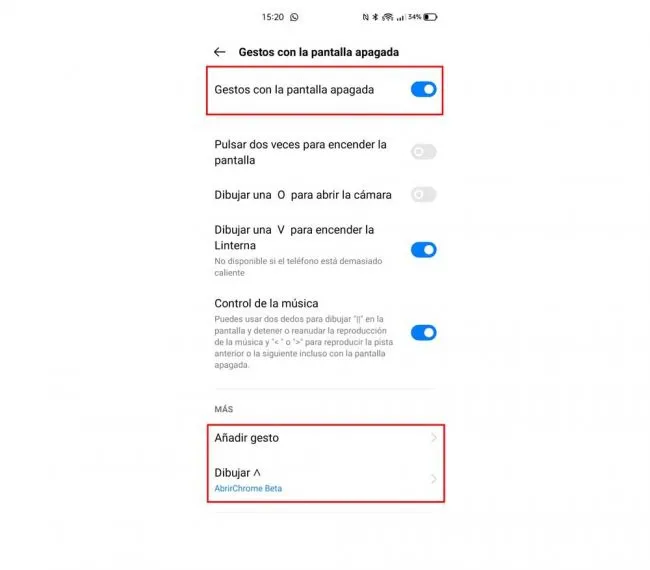 15:20 34%
Gestos con la pantalla apagada
Gestos con la pantalla apagada
Pulsar dos veces para encender la
pantalla
Dibujar una O para abrir la cámara
Dibujar una V para encender la
Linterna
No disponible si el teléfono está demasiado
caliente
Control de la música
Puedes usar dos dedos para dibujar "||" en la
pantalla y detener o reanudar la reproducción
de la música y "< " o ">" para reproducir la pista
anterior o la siguiente incluso con la pantalla
apagada.
MÁS
Añadir gesto
Dibujar ˄
AbrirChrome Beta